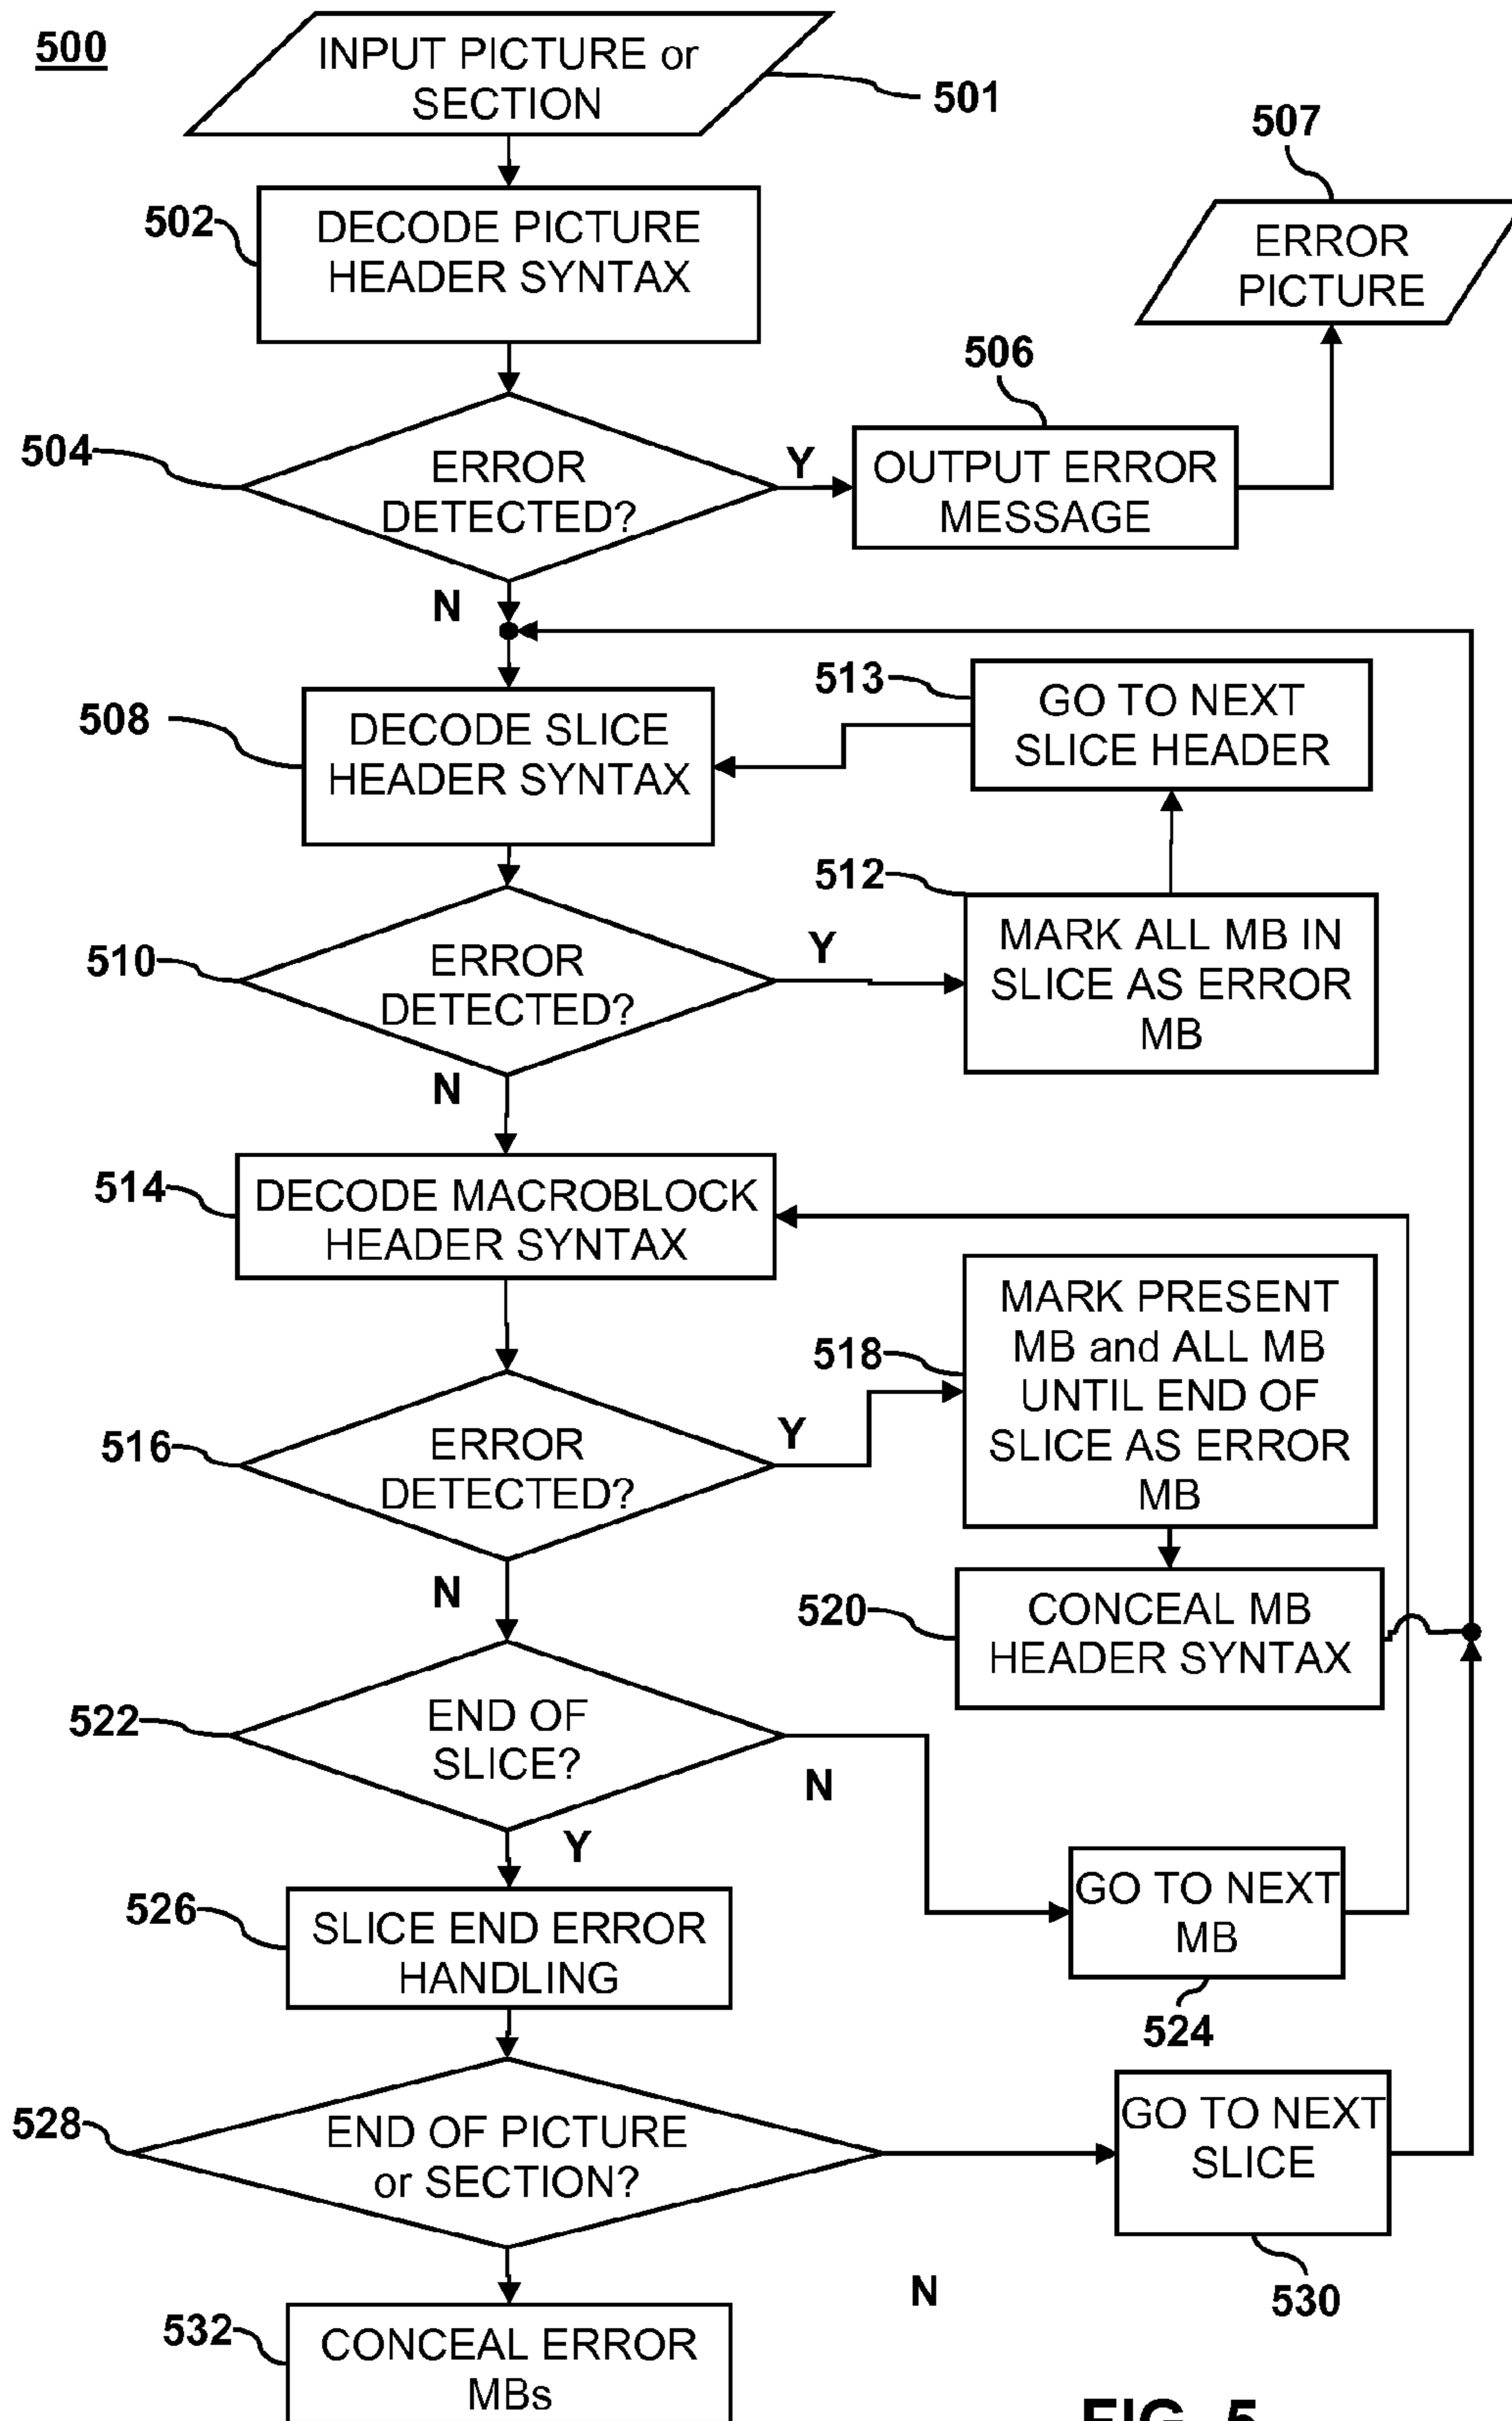 500
INPUT PICTURE or
SECTION
501
507
502
DECODE PICTURE
HEADER SYNTAX
ERROR
PICTURE
506
504
ERROR
DETECTED?
Y
OUTPUT ERROR
MESSAGE
N
513
GO TO NEXT
SLICE HEADER
508
DECODE SLICE
HEADER SYNTAX
512
MARK ALL MB IN
SLICE AS ERROR
MB
510
ERROR
DETECTED?
Y
N
514
DECODE MACROBLOCK
HEADER SYNTAX
518
MARK PRESENT
MB and ALL MB
UNTIL END OF
SLICE AS ERROR
MB
516
ERROR
DETECTED?
Y
N
520
CONCEAL MB
HEADER SYNTAX
522
END OF
SLICE?
N
Y
GO TO NEXT
MB
524
526
SLICE END ERROR
HANDLING
528
END OF PICTURE
or SECTION?
GO TO NEXT
SLICE
530
N
532
CONCEAL ERROR
MBs
FIG. 5